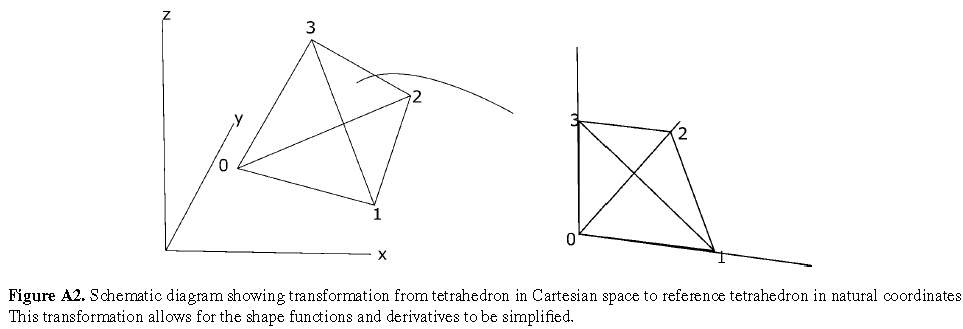 z
3
y
2
0
1
x
3
2
0
1
Figure A2. Schematic diagram showing transformation from tetrahedron in Cartesian space to reference tetrahedron in natural coordinates
This transformation allows for the shape functions and derivatives to be simplified.